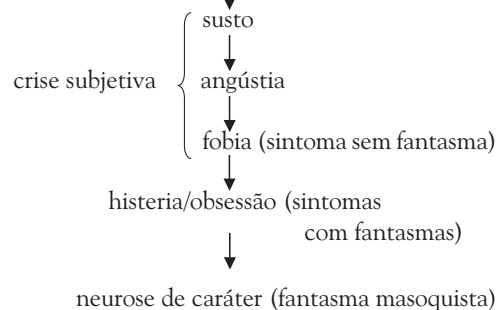 susto
crise subjetiva
angústia
fobia (sintoma sem fantasma)
histeria/obsessão (sintomas
com fantasmas)
neurose de caráter (fantasma masoquista)